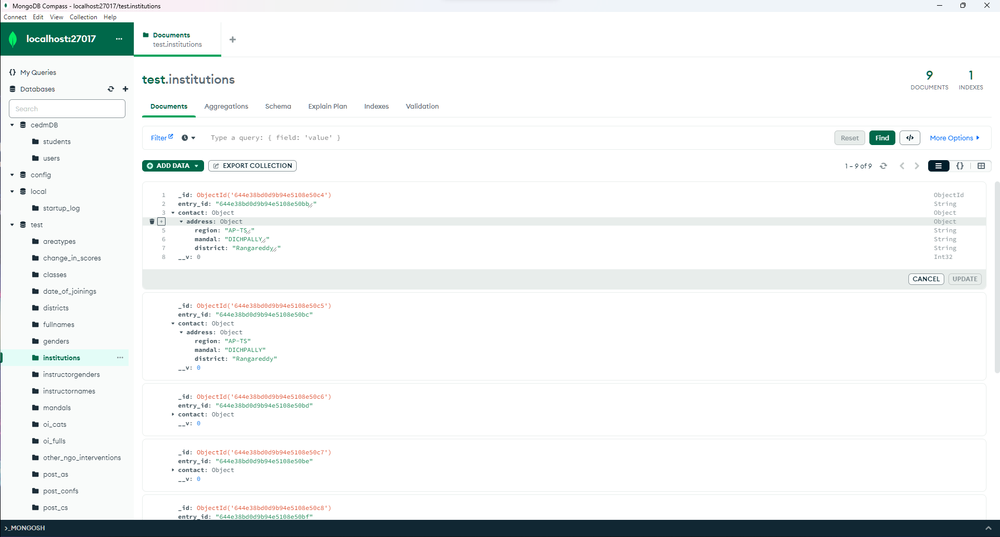 MongoDB Compass - localhost:27017/test.institutions
Connect Edit View Collection Help
localhost:27017
Documents
test.institutions
My Queries
Databases
Search
cedmDB
students
users
config
local
startup_log
test
areatypes
change_in_scores
classes
date_of_joinings
districts
fullnames
genders
institutions
instructorgenders
instructornames
mandals
oi_cats
oi_fulls
other_ngo_interventions
post_as
post_confs
post_cs
test.institutions
9
DOCUMENTS
1
INDEXES
Documents Aggregations Schema Explain Plan Indexes Validation
Filter Type a query: { field: 'value' } Reset Find </> More Options
ADD DATA EXPORT COLLECTION 1 – 9 of 9 {}
1 _id: ObjectId('644e38bd0d9b94e5108e50c4') ObjectId
2 entry_id: "644e38bd0d9b94e5108e50bb" String
3 contact: Object Object
address: Object Object
5 region: "AP-TS" String
6 mandal: "DICHPALLY" String
7 district: "Rangareddy" String
8 __v: 0 Int32
CANCEL UPDATE
_id: ObjectId('644e38bd0d9b94e5108e50c5')
entry_id: "644e38bd0d9b94e5108e50bc"
contact: Object
address: Object
region: "AP-TS"
mandal: "DICHPALLY"
district: "Rangareddy"
__v: 0
_id: ObjectId('644e38bd0d9b94e5108e50c6')
entry_id: "644e38bd0d9b94e5108e50bd"
contact: Object
__v: 0
_id: ObjectId('644e38bd0d9b94e5108e50c7')
entry_id: "644e38bd0d9b94e5108e50be"
contact: Object
__v: 0
_id: ObjectId('644e38bd0d9b94e5108e50c8')
entry_id: "644e38bd0d9b94e5108e50bf"
>_MONGOSH